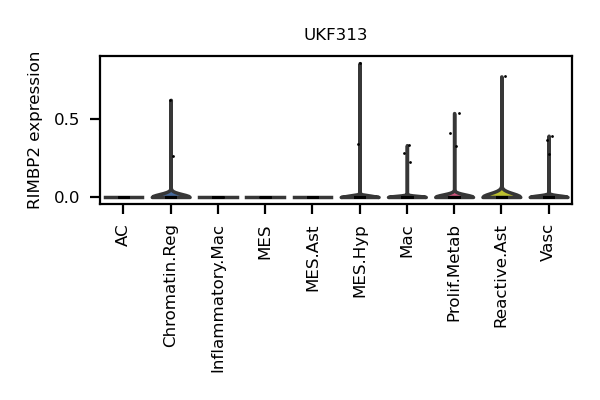 UKF313
RIMBP2 expression
0.5
0.0
AC
Chromatin.Reg
Inflammatory.Mac
MES
MES.Ast
MES.Hyp
Mac
Prolif.Metab
Reactive.Ast
Vasc